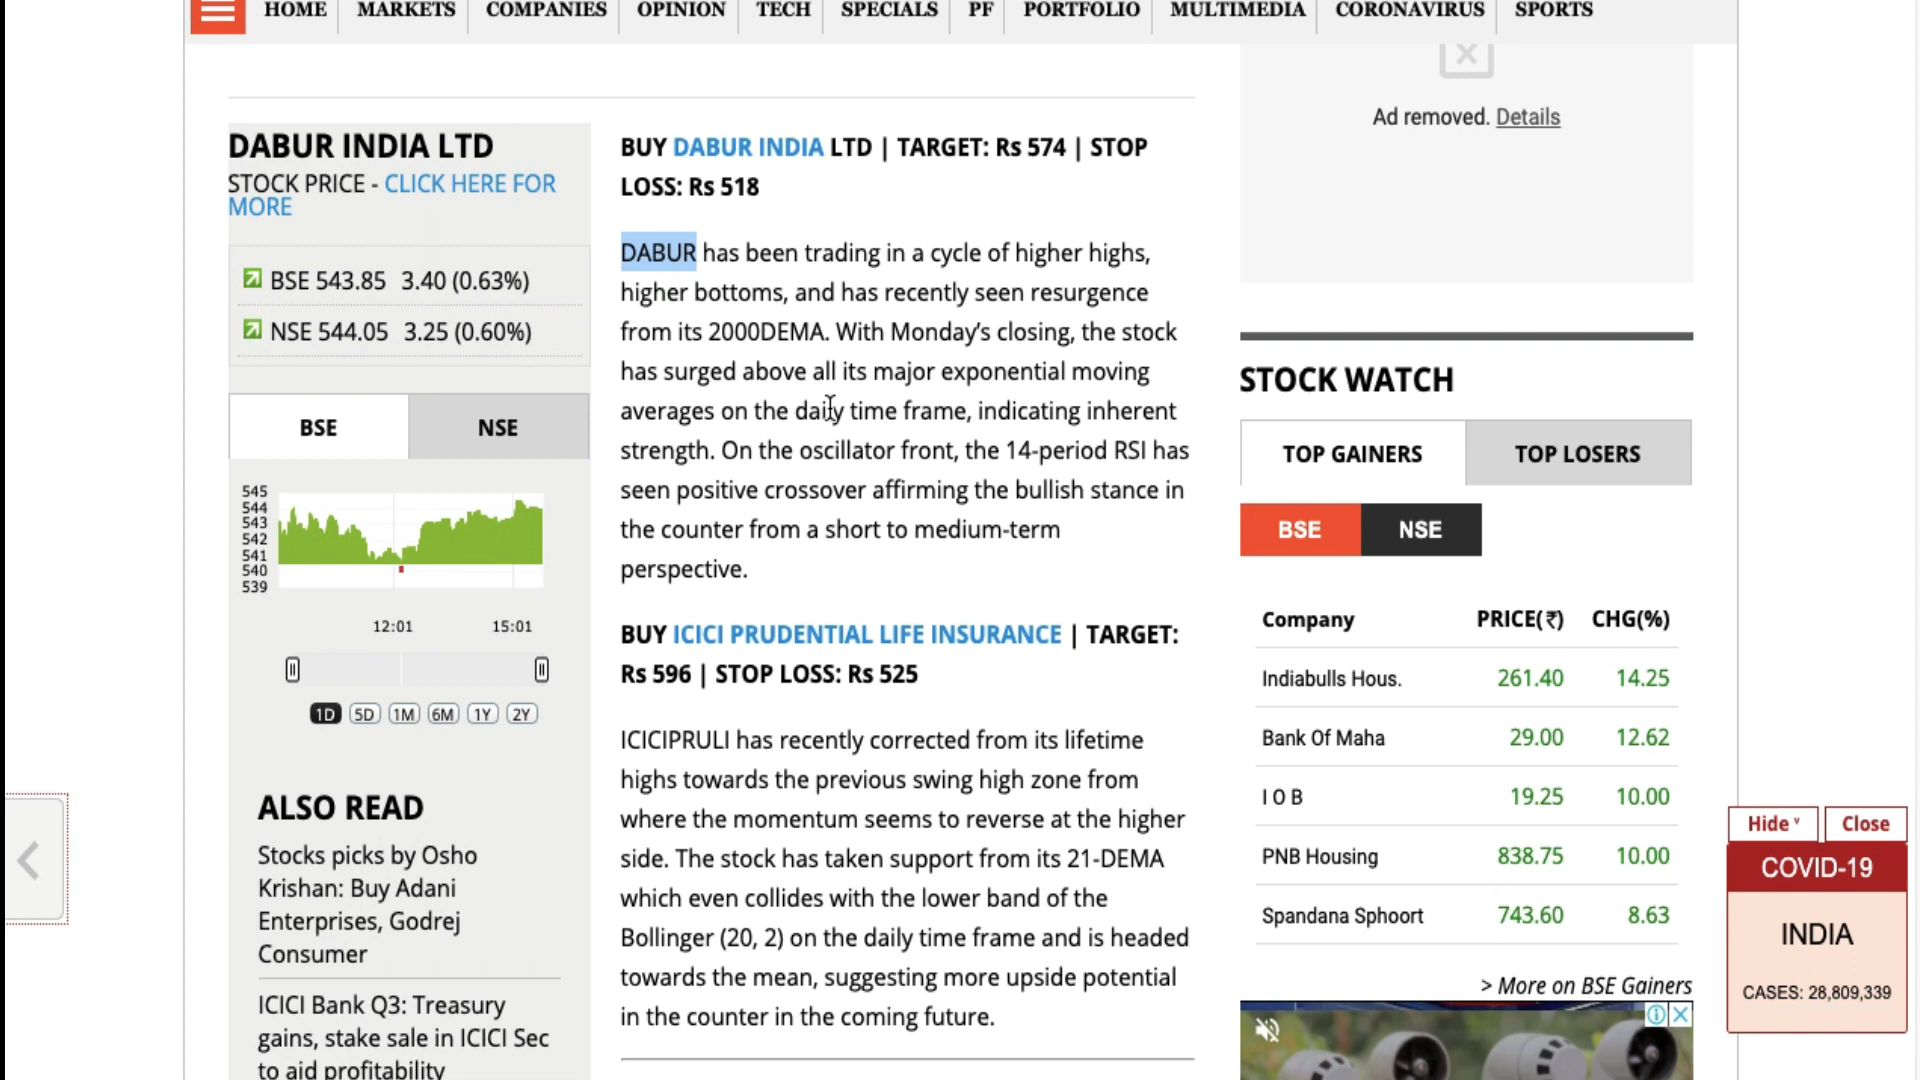 HOME
MARKETS
COMPANIES
OPINION
TECH
SPECIALS
PF
PORTFOLIO
MULTIMEDIA
CORONAVIRUS
SPORTS
DABUR INDIA LTD
STOCK PRICE - CLICK HERE FOR
MORE
BSE 543.85 3.40 (0.63%)
NSE 544.05 3.25 (0.60%)
BSE
NSE
545
544
543
542
541
540
539
12:01
15:01
1D
5D
1M
6M
1Y
2Y
ALSO READ
Stocks picks by Osho
Krishan: Buy Adani
Enterprises, Godrej
Consumer
ICICI Bank Q3: Treasury
gains, stake sale in ICICI Sec
to aid profitability
BUY DABUR INDIA LTD | TARGET: Rs 574 | STOP
LOSS: Rs 518
DABUR has been trading in a cycle of higher highs,
higher bottoms, and has recently seen resurgence
from its 2000DEMA. With Monday’s closing, the stock
has surged above all its major exponential moving
averages on the daily time frame, indicating inherent
strength. On the oscillator front, the 14-period RSI has
seen positive crossover affirming the bullish stance in
the counter from a short to medium-term
perspective.
BUY ICICI PRUDENTIAL LIFE INSURANCE | TARGET:
Rs 596 | STOP LOSS: Rs 525
ICICIPRULI has recently corrected from its lifetime
highs towards the previous swing high zone from
where the momentum seems to reverse at the higher
side. The stock has taken support from its 21-DEMA
which even collides with the lower band of the
Bollinger (20, 2) on the daily time frame and is headed
towards the mean, suggesting more upside potential
in the counter in the coming future.
Ad removed. Details
STOCK WATCH
TOP GAINERS
TOP LOSERS
BSE
NSE
Company PRICE(₹) CHG(%)
Indiabulls Hous. 261.40 14.25
Bank Of Maha 29.00 12.62
I O B 19.25 10.00
PNB Housing 838.75 10.00
Spandana Sphoort 743.60 8.63
> More on BSE Gainers
Hide ᵛ
Close
COVID-19
INDIA
CASES: 28,809,339